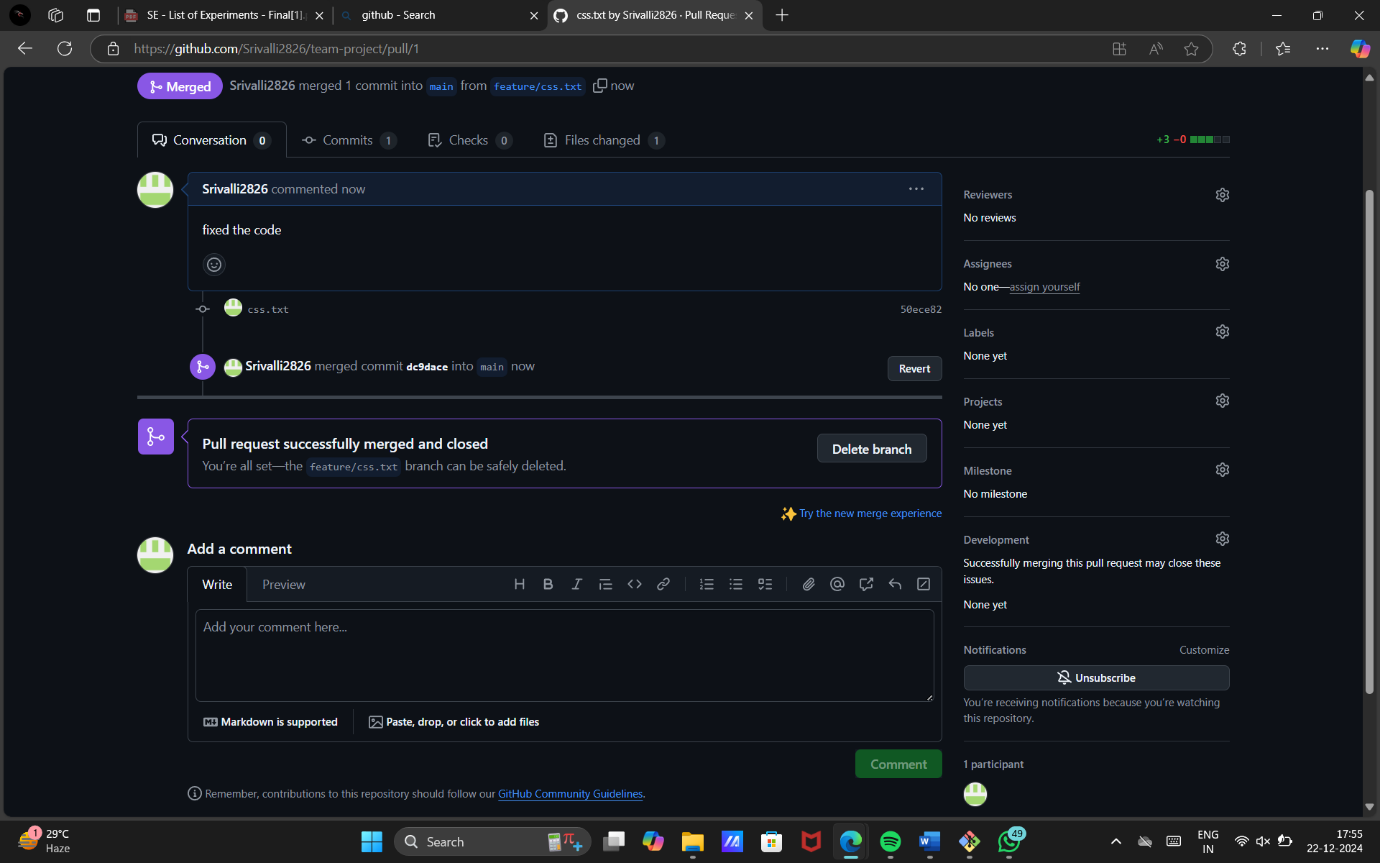 SE - List of Experiments - Final[1].
github - Search
css.txt by Srivalli2826 · Pull Reque
https://github.com/Srivalli2826/team-project/pull/1
Merged
Srivalli2826 merged 1 commit into main from feature/css.txt now
Conversation 0
Commits 1
Checks 0
Files changed 1
+3 −0
Srivalli2826 commented now
fixed the code
css.txt
50ece82
Srivalli2826 merged commit dc9dace into main now
Revert
Pull request successfully merged and closed
You're all set—the feature/css.txt branch can be safely deleted.
Delete branch
Try the new merge experience
Add a comment
Write
Preview
Add your comment here...
Markdown is supported
Paste, drop, or click to add files
Comment
Remember, contributions to this repository should follow our GitHub Community Guidelines.
Reviewers
No reviews
Assignees
No one—assign yourself
Labels
None yet
Projects
None yet
Milestone
No milestone
Development
Successfully merging this pull request may close these
issues.
None yet
Notifications
Customize
Unsubscribe
You're receiving notifications because you're watching
this repository.
1 participant
1
29°C
Haze
Search
49
ENG
IN
17:55
22-12-2024